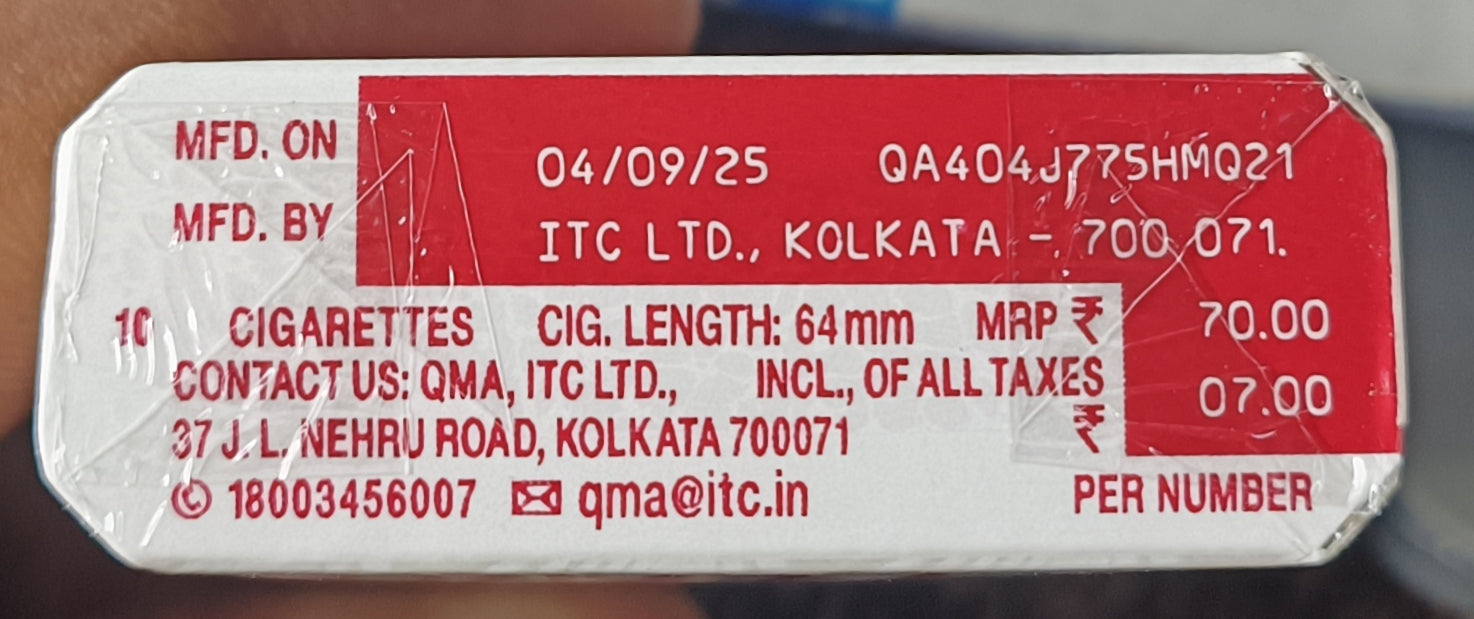 MFD. ON 04/09/25 QA404J775HMQ21
MFD. BY ITC LTD., KOLKATA - 700 071.
10 CIGARETTES CIG. LENGTH: 64mm MRP ₹ 70.00
CONTACT US: QMA, ITC LTD., INCL., OF ALL TAXES
37 J. L. NEHRU ROAD, KOLKATA 700071 ₹ 07.00
✆ 18003456007 ✉ qma@itc.in PER NUMBER